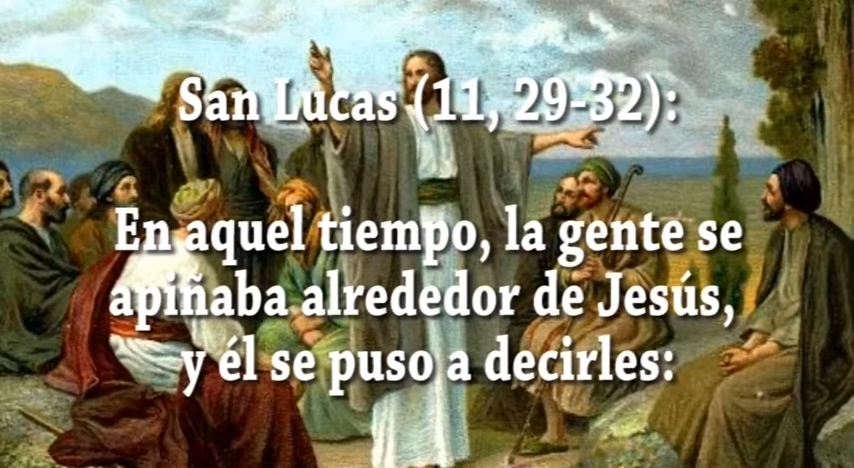 San Lucas (11, 29-32):
En aquel tiempo, la gente se
apiñaba alrededor de Jesús,
y él se puso a decirles: